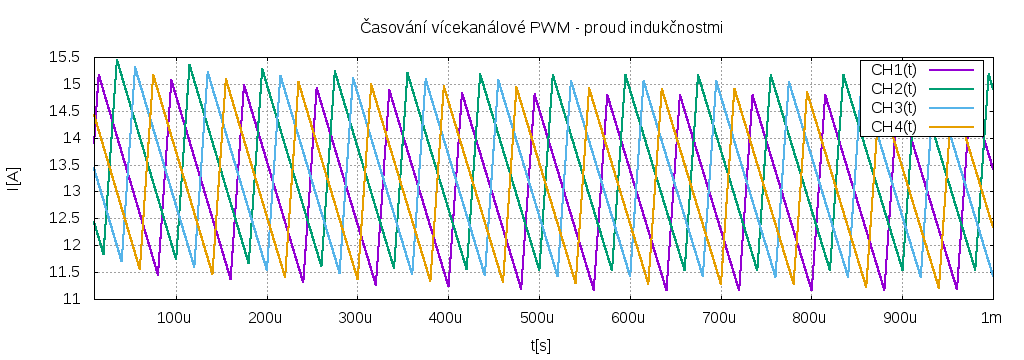 Časování vícekanálové PWM - proud indukčnostmi
15.5
15
14.5
14
13.5
13
12.5
12
11.5
11
I[A]
CH1(t)
CH2(t)
CH3(t)
CH4(t)
100u 200u 300u 400u 500u 600u 700u 800u 900u 1m
t[s]